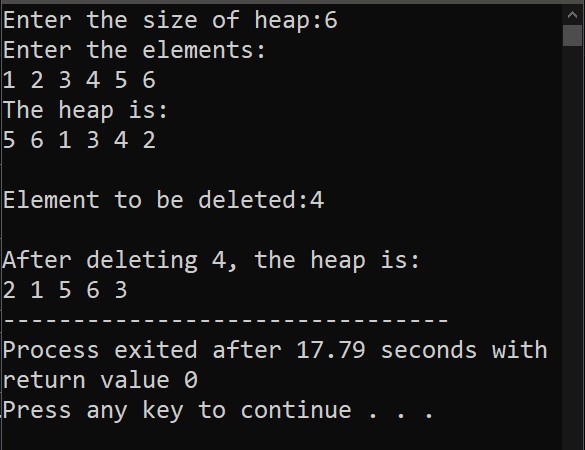 Enter the size of heap:6
Enter the elements:
1 2 3 4 5 6
The heap is:
5 6 1 3 4 2
Element to be deleted:4
After deleting 4, the heap is:
2 1 5 6 3
--------------------------------
Process exited after 17.79 seconds with
return value 0
Press any key to continue . . .